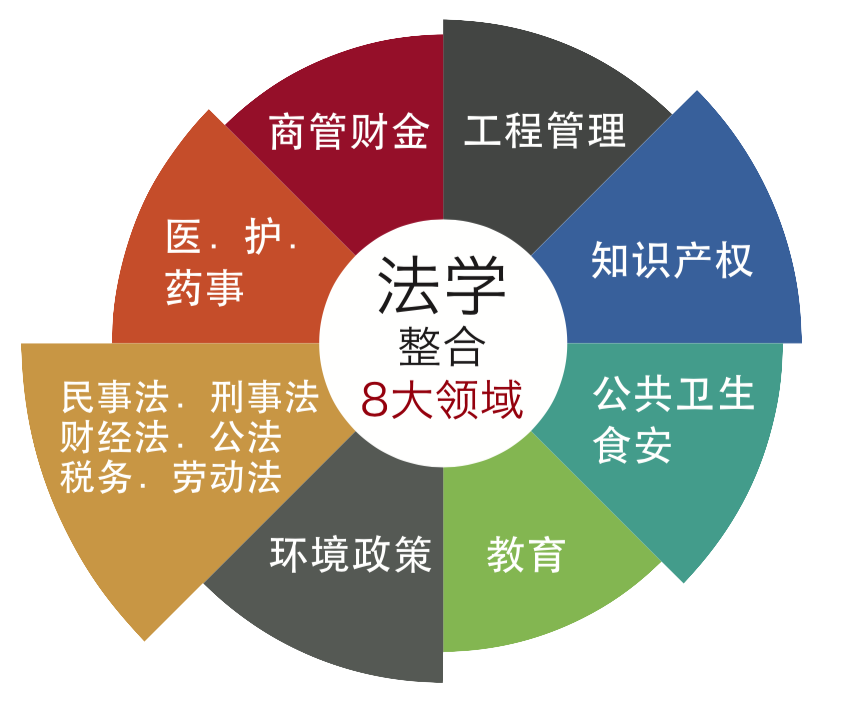 商管财金
工程管理
知识产权
公共卫生
食安
教育
环境政策
民事法．刑事法
财经法．公法
税务．劳动法
医．护．
药事
法学
整合
8大领域